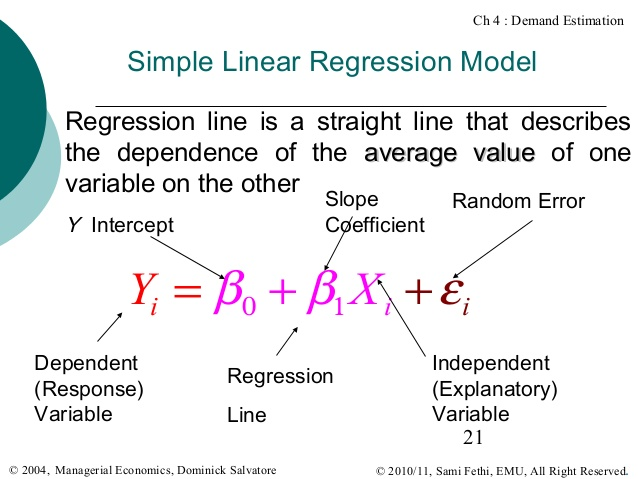 Ch 4 : Demand Estimation
Simple Linear Regression Model
Regression line is a straight line that describes
the dependence of the average value of one
variable on the other
Y Intercept
Slope
Coefficient
Random Error
Yᵢ = β₀ + β₁Xᵢ + εᵢ
Dependent
(Response)
Variable
Regression
Line
Independent
(Explanatory)
Variable
21
© 2004, Managerial Economics, Dominick Salvatore
© 2010/11, Sami Fethi, EMU, All Right Reserved.